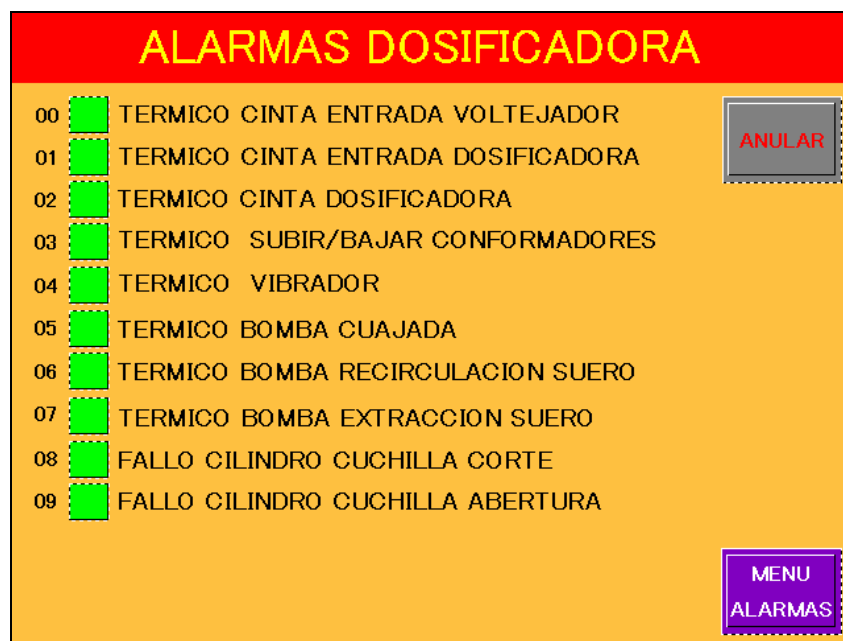 ALARMAS DOSIFICADORA
00 TERMICO CINTA ENTRADA VOLTEJADOR
ANULAR
01 TERMICO CINTA ENTRADA DOSIFICADORA
02 TERMICO CINTA DOSIFICADORA
03 TERMICO SUBIR/BAJAR CONFORMADORES
04 TERMICO VIBRADOR
05 TERMICO BOMBA CUAJADA
06 TERMICO BOMBA RECIRCULACION SUERO
07 TERMICO BOMBA EXTRACCION SUERO
08 FALLO CILINDRO CUCHILLA CORTE
09 FALLO CILINDRO CUCHILLA ABERTURA
MENU
ALARMAS